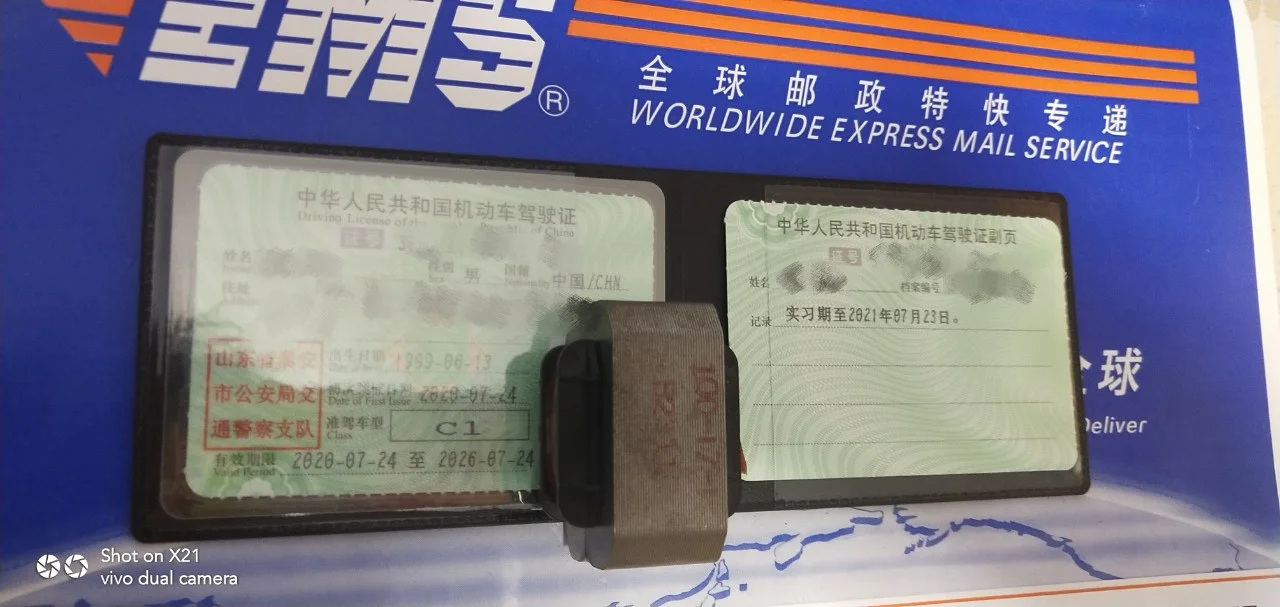 EMS®
全球邮政特快专递
WORLDWIDE EXPRESS MAIL SERVICE
中华人民共和国机动车驾驶证
Driving License of the Republic of China
证号 3
姓名
Name
性别 男
Sex
国籍 中国/CHN
Nationality
住址
山东省泰安
市公安局交
通警察支队
出生日期 1999-06-13
初次领证日期 2020-07-24
Date of First Issue
准驾车型 C1
Class
有效期限 2020-07-24 至 2026-07-24
Valid Period
中华人民共和国机动车驾驶证副页
证号
姓名
档案编号
记录 实习期至2021年07月23日。
全球
Deliver
Shot on X21
vivo dual camera